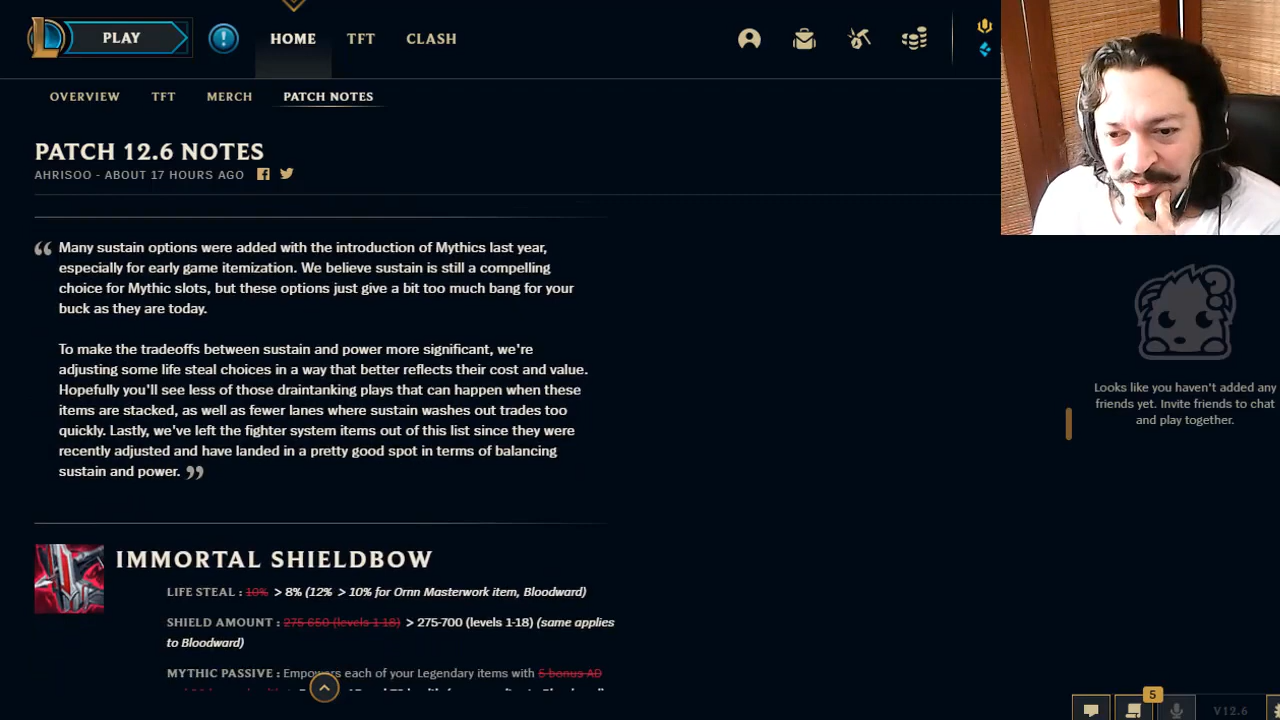 PLAY
HOME
TFT
CLASH
OVERVIEW
TFT
MERCH
PATCH NOTES
PATCH 12.6 NOTES
AHRISOO - ABOUT 17 HOURS AGO
“ Many sustain options were added with the introduction of Mythics last year,
especially for early game itemization. We believe sustain is still a compelling
choice for Mythic slots, but these options just give a bit too much bang for your
buck as they are today.
To make the tradeoffs between sustain and power more significant, we’re
adjusting some life steal choices in a way that better reflects their cost and value.
Hopefully you’ll see less of those draintanking plays that can happen when these
items are stacked, as well as fewer lanes where sustain washes out trades too
quickly. Lastly, we’ve left the fighter system items out of this list since they were
recently adjusted and have landed in a pretty good spot in terms of balancing
sustain and power. ”
IMMORTAL SHIELDBOW
LIFE STEAL : 10% > 8% (12% > 10% for Ornn Masterwork item, Bloodward)
SHIELD AMOUNT : 275-650 (levels 1-18) > 275-700 (levels 1-18) (same applies
to Bloodward)
MYTHIC PASSIVE : Empowers each of your Legendary items with 5 bonus AD
Looks like you haven't added any
friends yet. Invite friends to chat
and play together.
5
V12.6